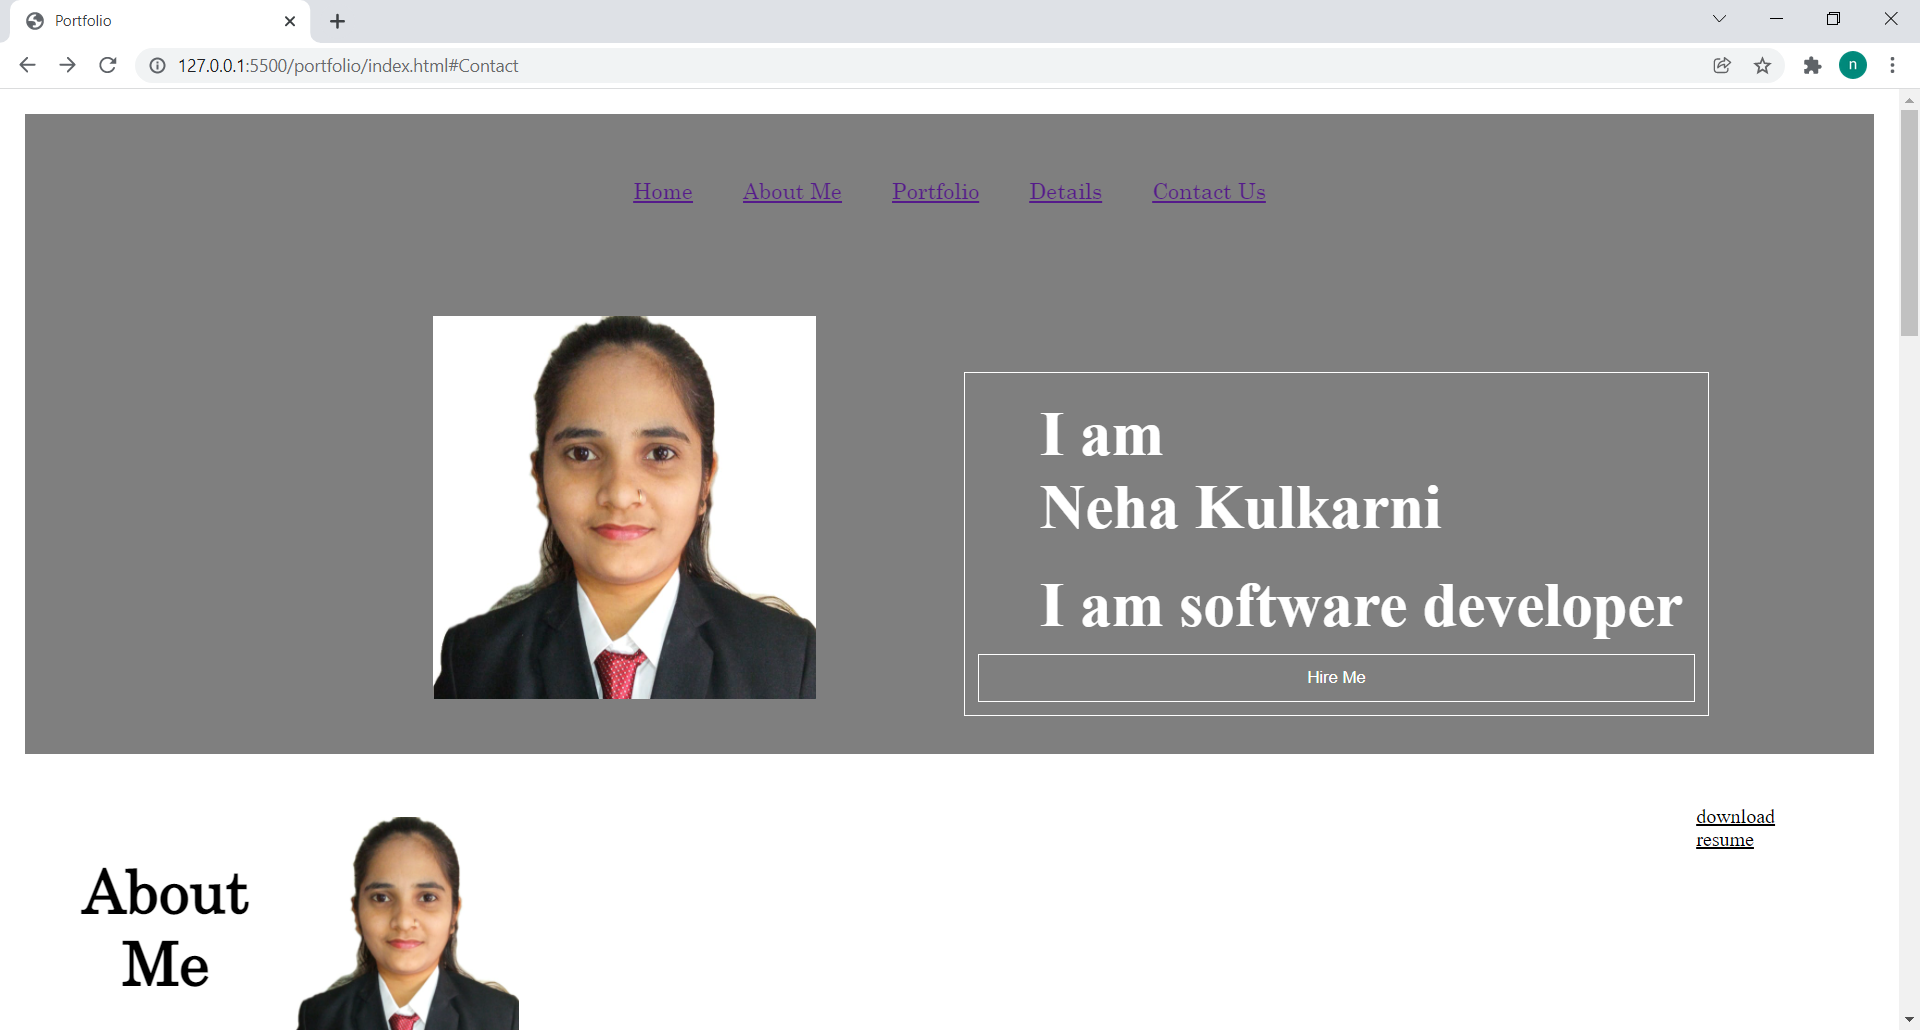 Portfolio
127.0.0.1:5500/portfolio/index.html#Contact
n
Home About Me Portfolio Details Contact Us
I am
Neha Kulkarni
I am software developer
Hire Me
download
resume
About
Me